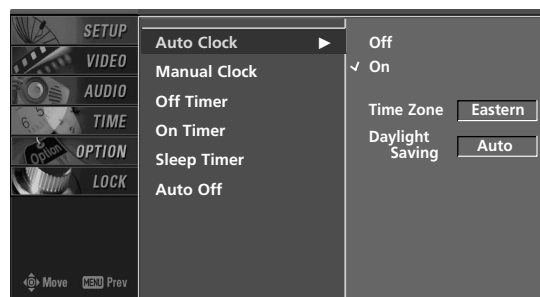 SETUP
VIDEO
AUDIO
TIME
Option OPTION
LOCK
Move MENU Prev
Auto Clock ►
Manual Clock
Off Timer
On Timer
Sleep Timer
Auto Off
Off
✓ On
Time Zone Eastern
Daylight
Saving Auto